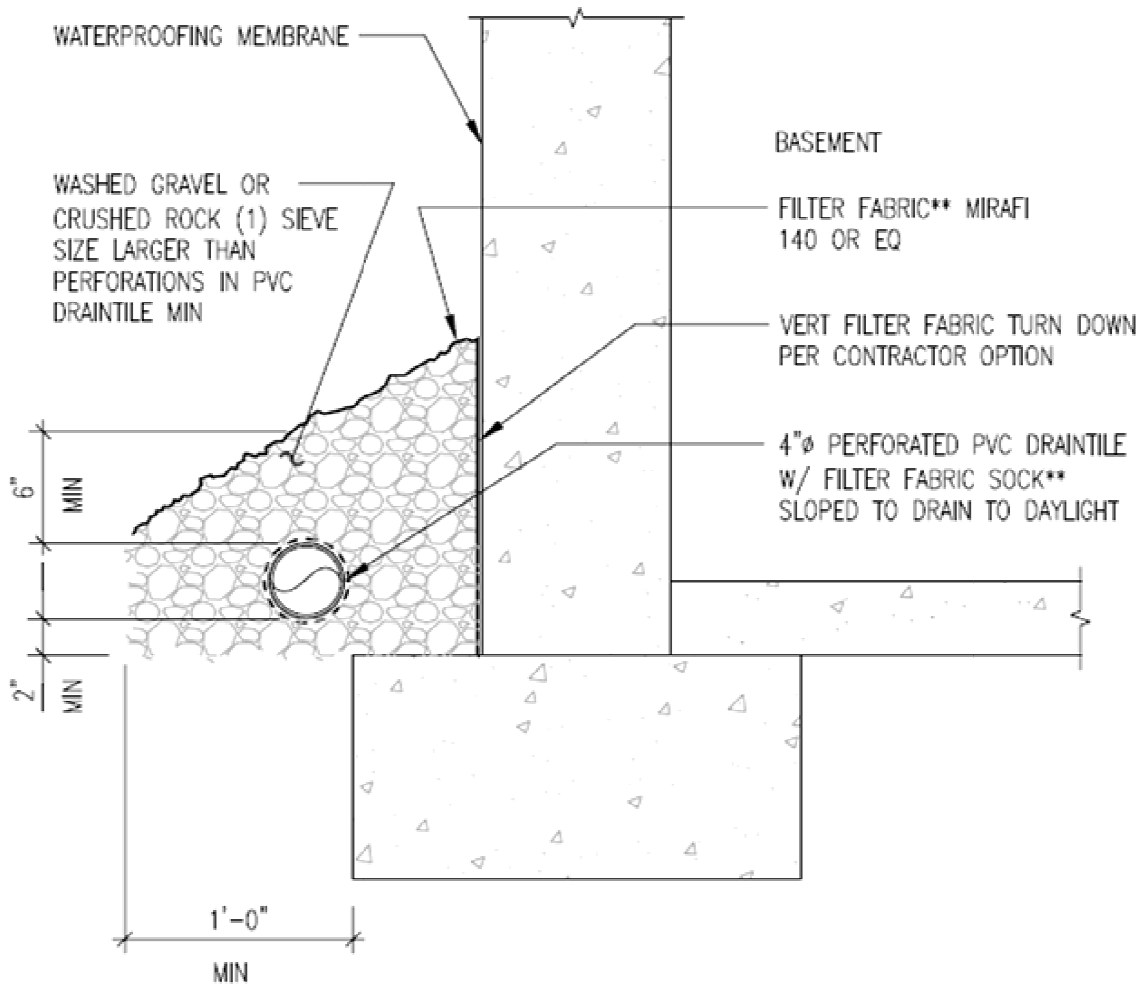 WATERPROOFING MEMBRANE
WASHED GRAVEL OR
CRUSHED ROCK (1) SIEVE
SIZE LARGER THAN
PERFORATIONS IN PVC
DRAINTILE MIN
BASEMENT
FILTER FABRIC** MIRAFI
140 OR EQ
VERT FILTER FABRIC TURN DOWN
PER CONTRACTOR OPTION
4"ø PERFORATED PVC DRAINTILE
W/ FILTER FABRIC SOCK**
SLOPED TO DRAIN TO DAYLIGHT
6"
MIN
2"
MIN
1'-0"
MIN